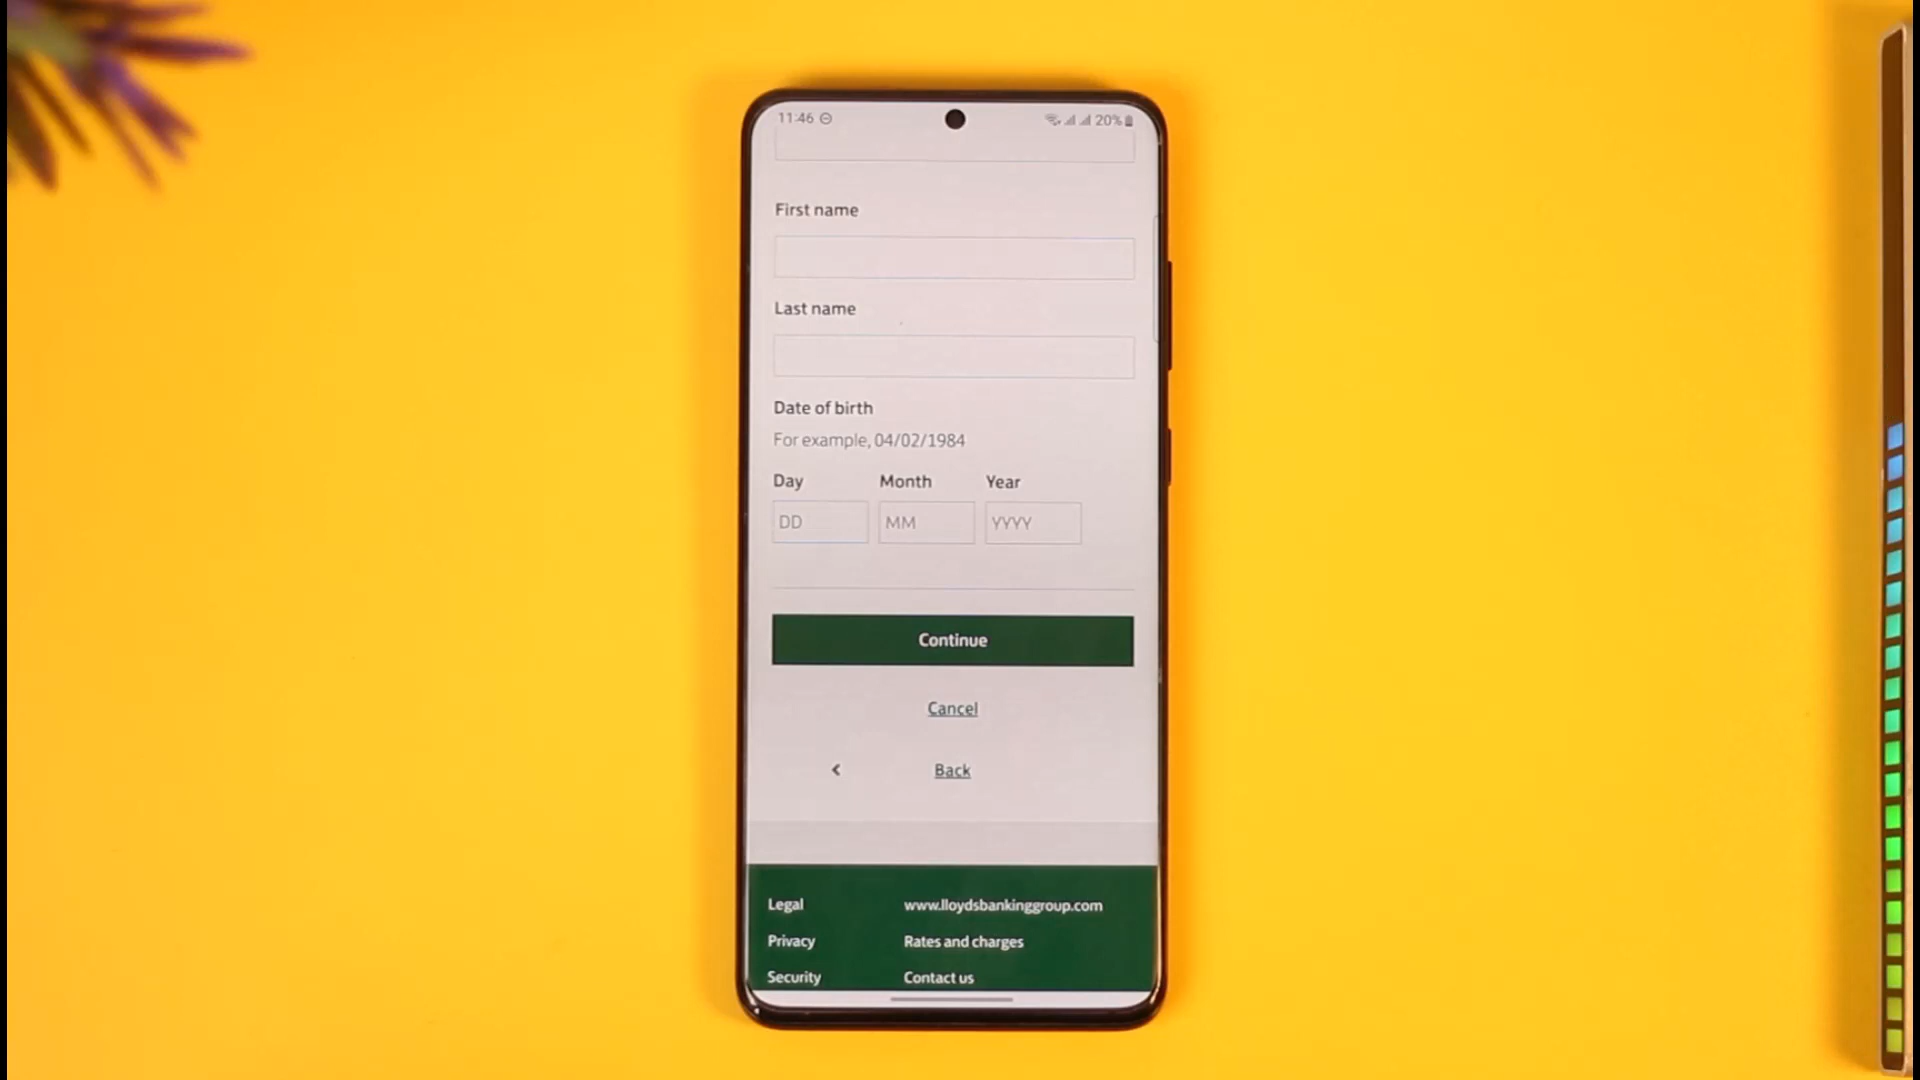 11:46 20%
First name
Last name
Date of birth
For example, 04/02/1984
Day Month Year
DD MM YYYY
Continue
Cancel
Back
Legal www.lloydsbankinggroup.com
Privacy Rates and charges
Security Contact us